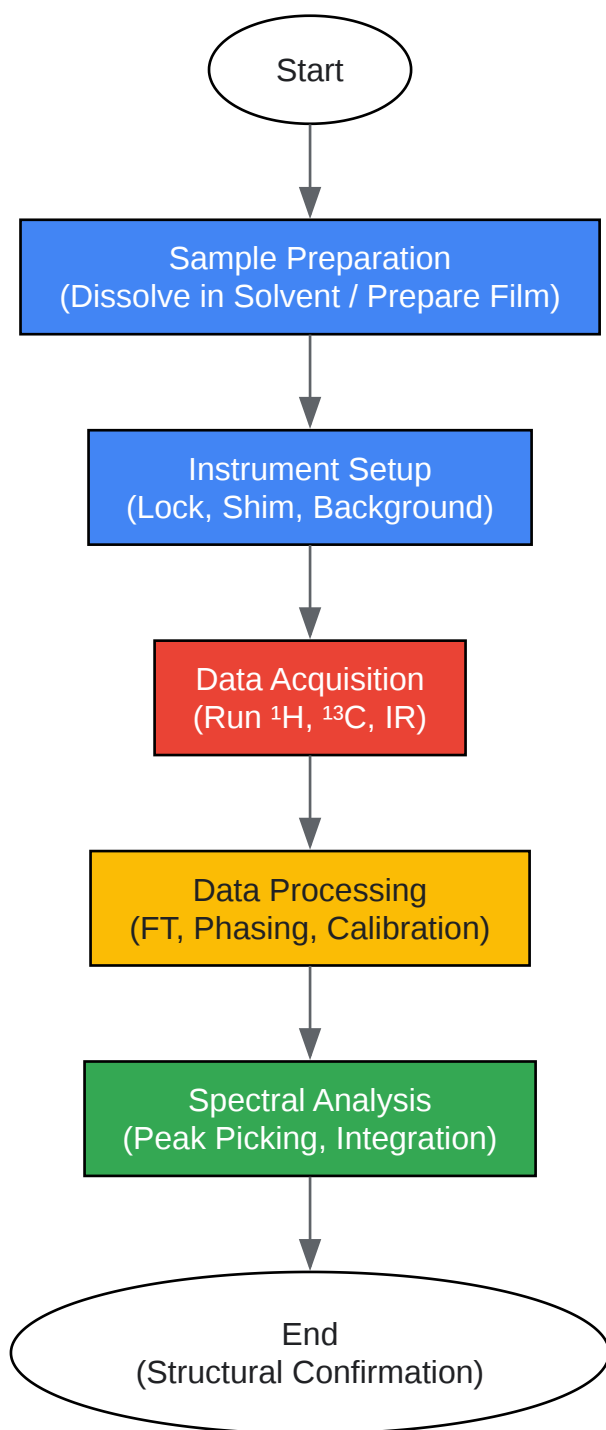 Start
Sample Preparation
(Dissolve in Solvent / Prepare Film)
Instrument Setup
(Lock, Shim, Background)
Data Acquisition
(Run ¹H, ¹³C, IR)
Data Processing
(FT, Phasing, Calibration)
Spectral Analysis
(Peak Picking, Integration)
End
(Structural Confirmation)